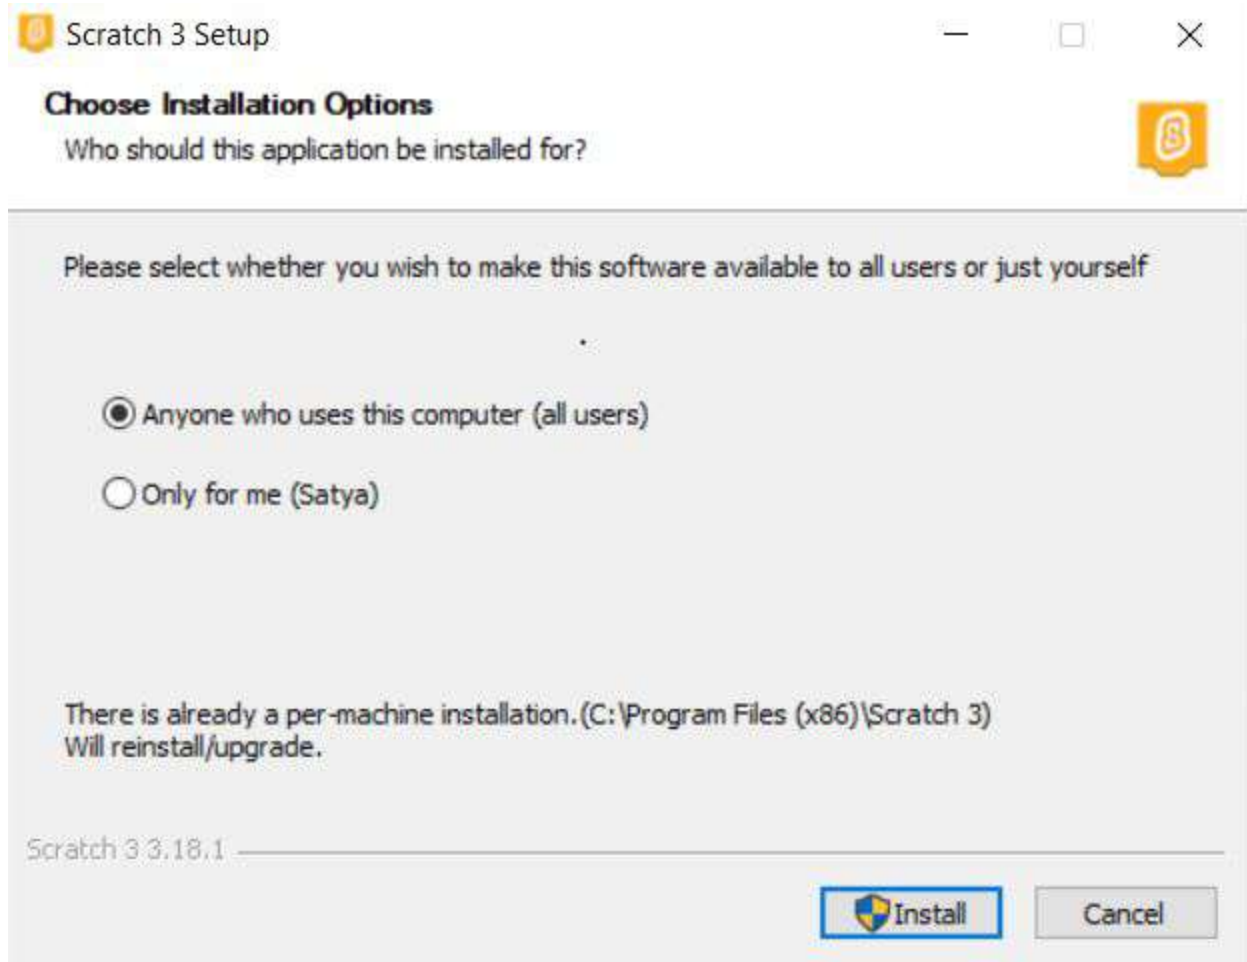 Scratch 3 Setup
Choose Installation Options
Who should this application be installed for?
Please select whether you wish to make this software available to all users or just yourself
.
Anyone who uses this computer (all users)
Only for me (Satya)
There is already a per-machine installation.(C:\Program Files (x86)\Scratch 3)
Will reinstall/upgrade.
Scratch 3 3.18.1
Install
Cancel